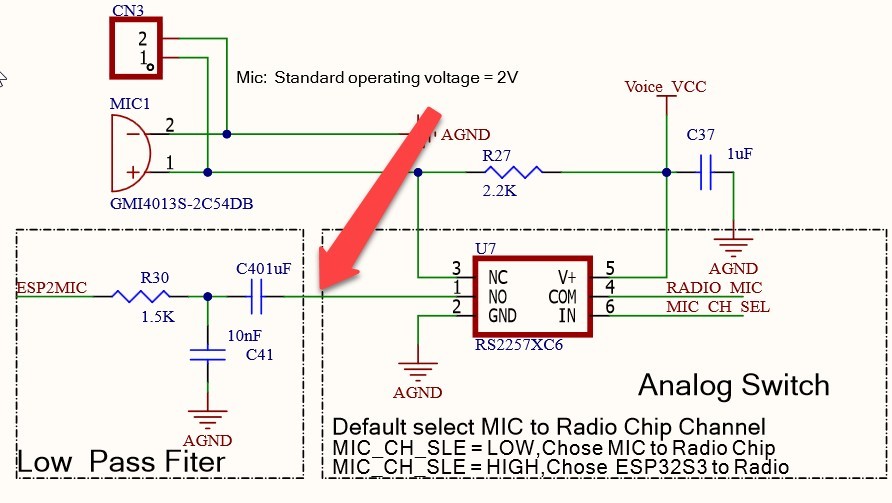 CN3
2
1
Mic: Standard operating voltage = 2V
MIC1
2
1
GMI4013S-2C54DB
AGND
Voice_VCC
R27
2.2K
C37
1uF
AGND
ESP2MIC
R30
1.5K
C401uF
10nF
C41
AGND
Low Pass Fiter
U7
3 NC V+ 5
1 NO COM 4
2 GND IN 6
RS2257XC6
RADIO_MIC
MIC_CH_SEL
AGND
Analog Switch
Default select MIC to Radio Chip Channel
MIC_CH_SLE = LOW,Chose MIC to Radio Chip
MIC_CH_SLE = HIGH,Chose ESP32S3 to Radio